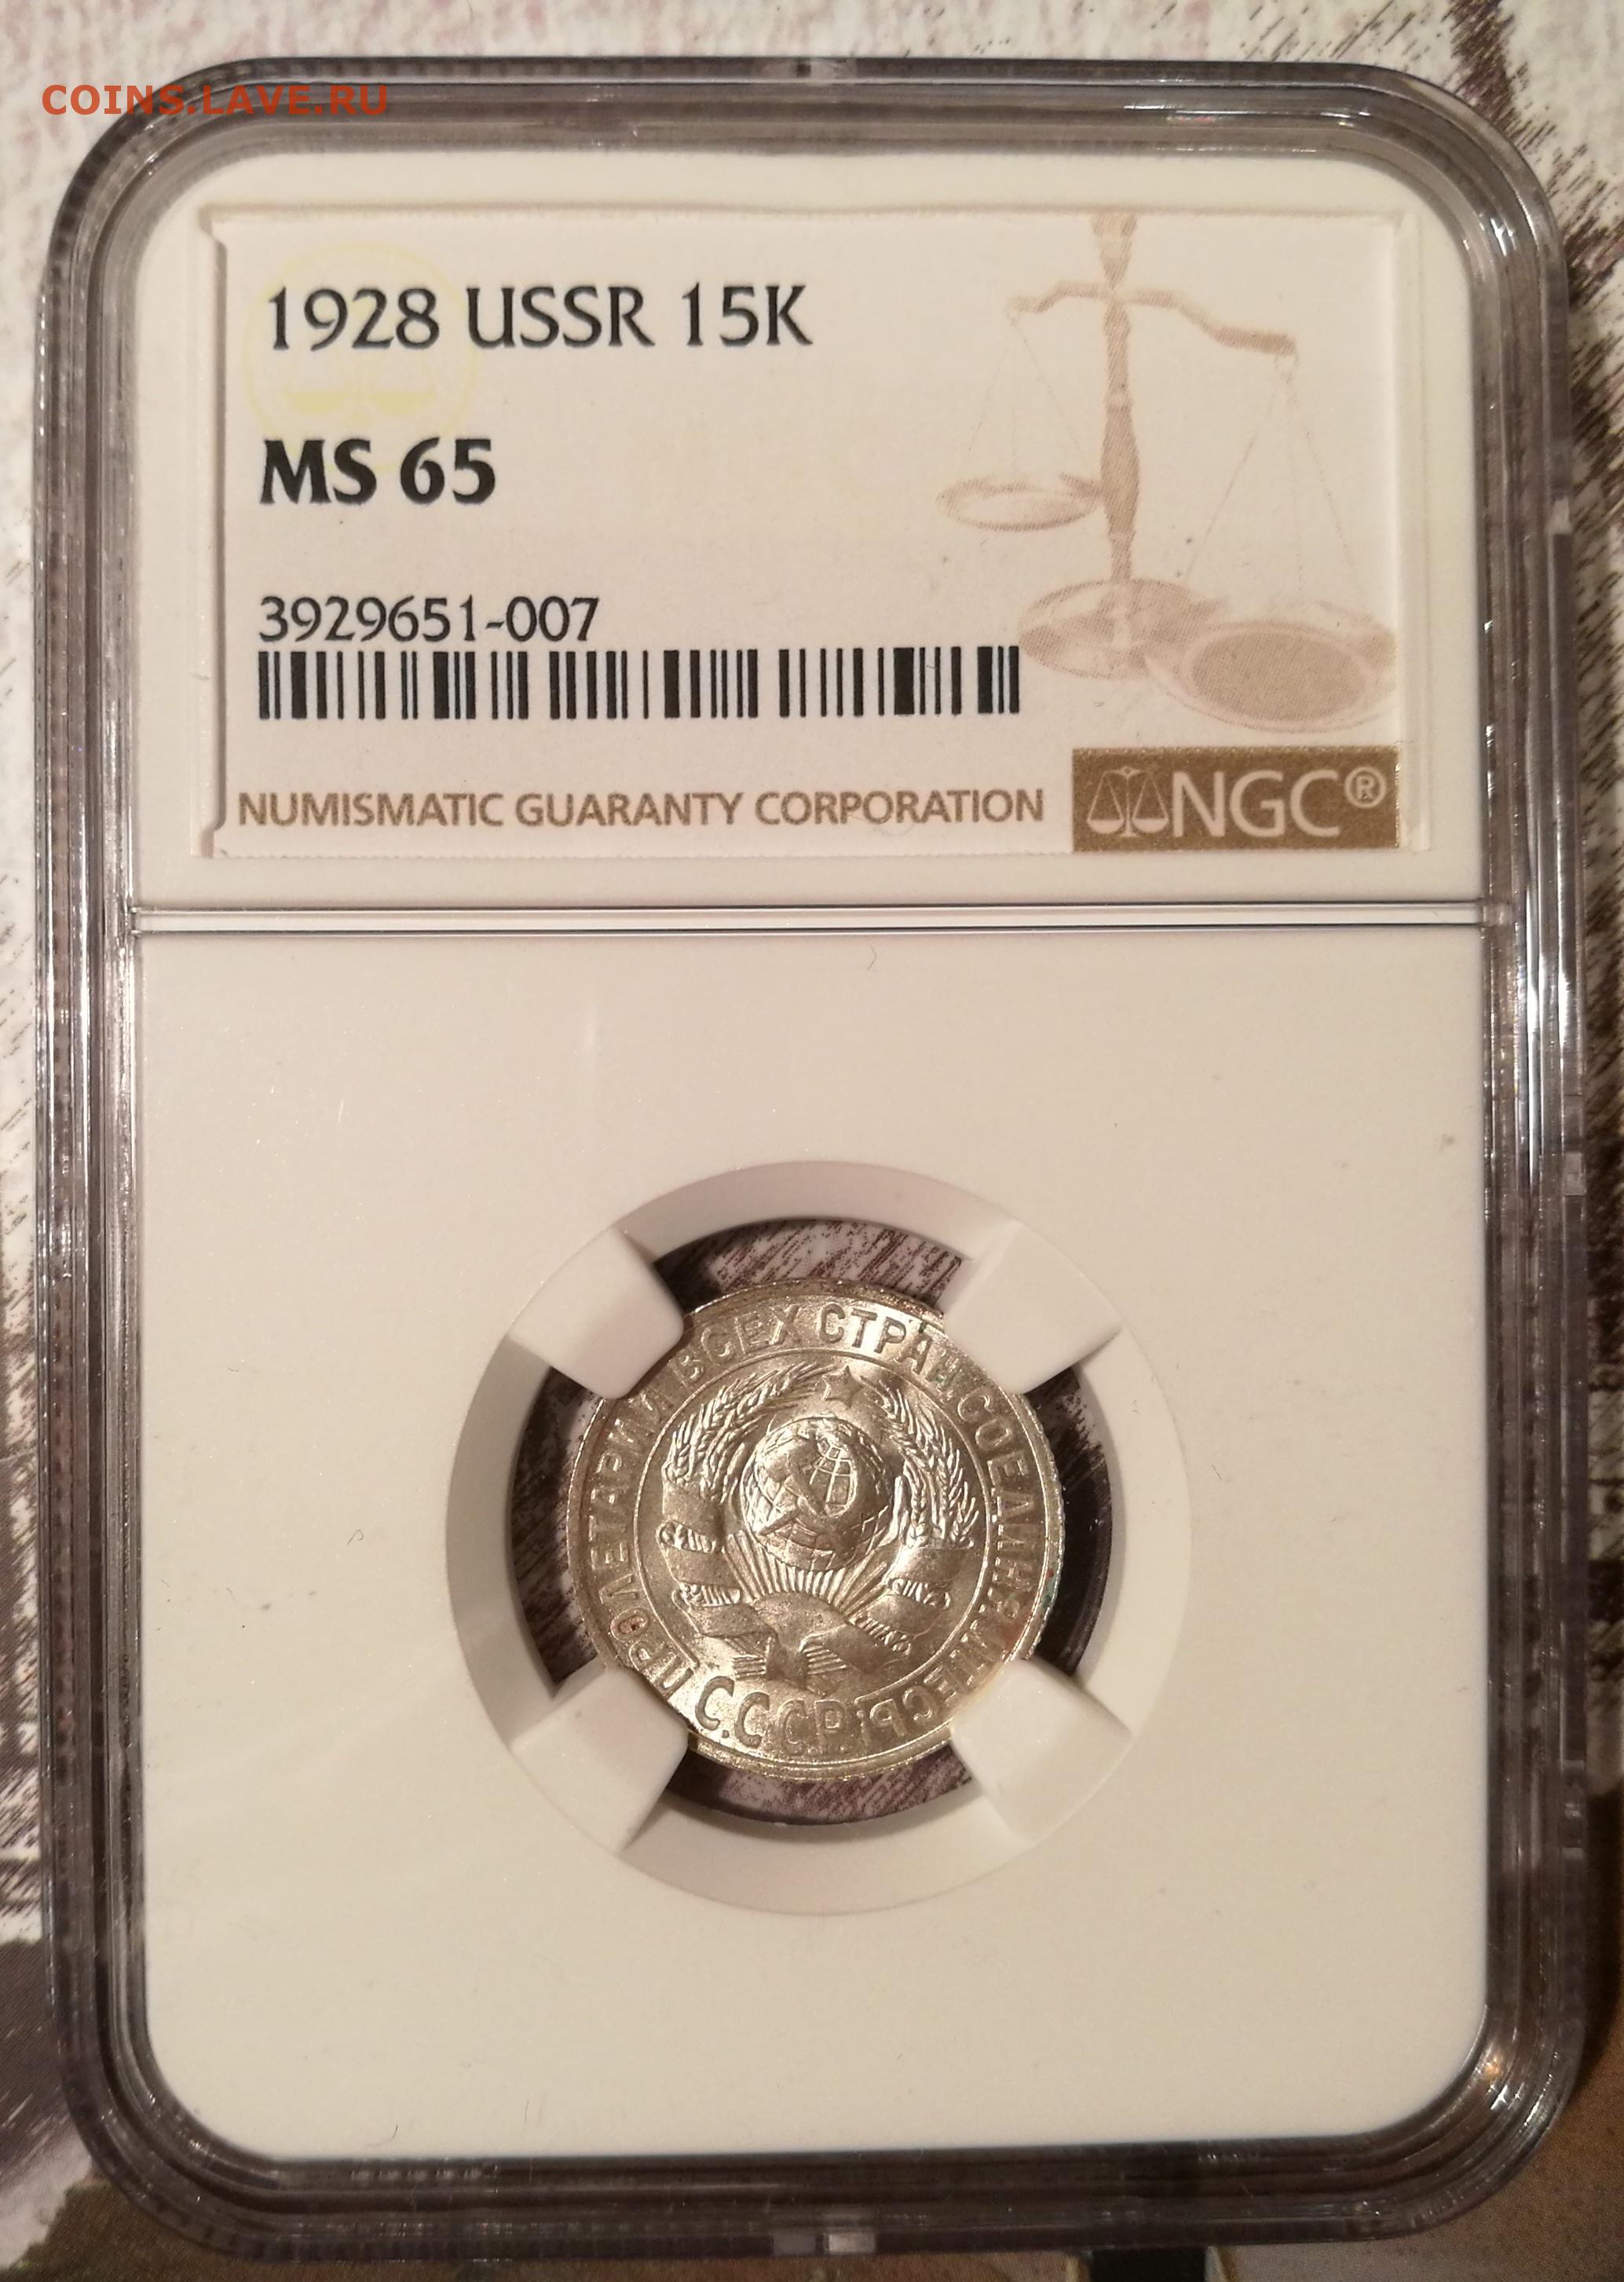 COINS.LAVE.RU
1928 USSR 15K
MS 65
3929651-007
NUMISMATIC GUARANTY CORPORATION NGC®
ПРОЛЕТАРИИ ВСЕХ СТРАН, СОЕДИНЯЙТЕСЬ!
С.С.С.Р.